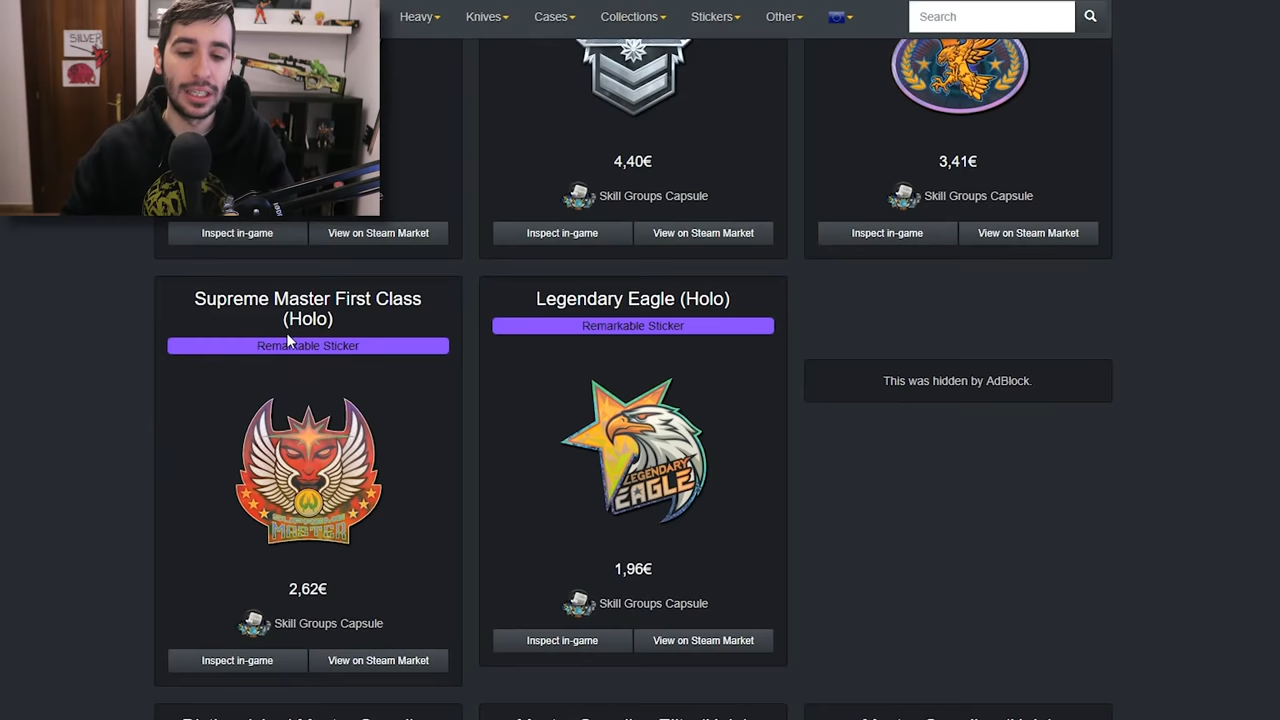 Heavy
Knives
Cases
Collections
Stickers
Other
Search
SILVER
4,40€
3,41€
Skill Groups Capsule
Skill Groups Capsule
Inspect in-game
View on Steam Market
Inspect in-game
View on Steam Market
Inspect in-game
View on Steam Market
Supreme Master First Class
(Holo)
Remarkable Sticker
MASTER
2,62€
Skill Groups Capsule
Inspect in-game
View on Steam Market
Legendary Eagle (Holo)
Remarkable Sticker
LEGENDARY
EAGLE
1,96€
Skill Groups Capsule
Inspect in-game
View on Steam Market
This was hidden by AdBlock.